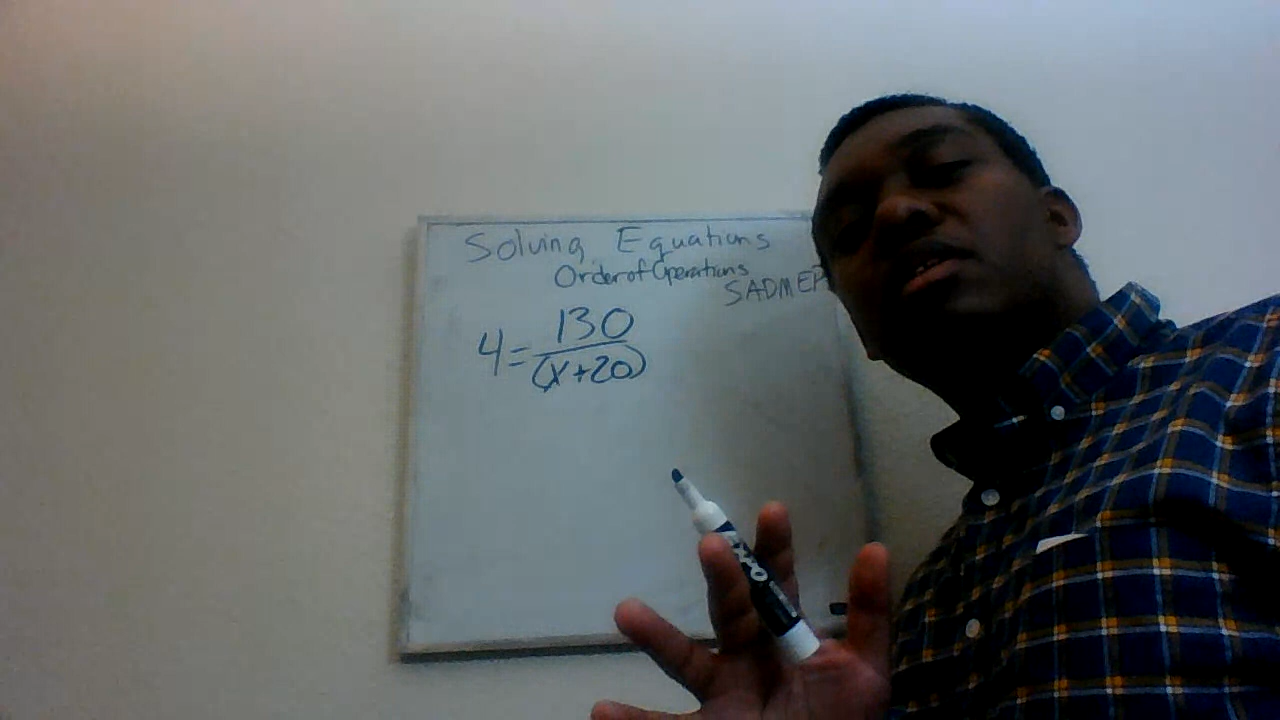 Solving Equations
Order of Operations
SADMEP
4 = 130
(x+20)
EXPO